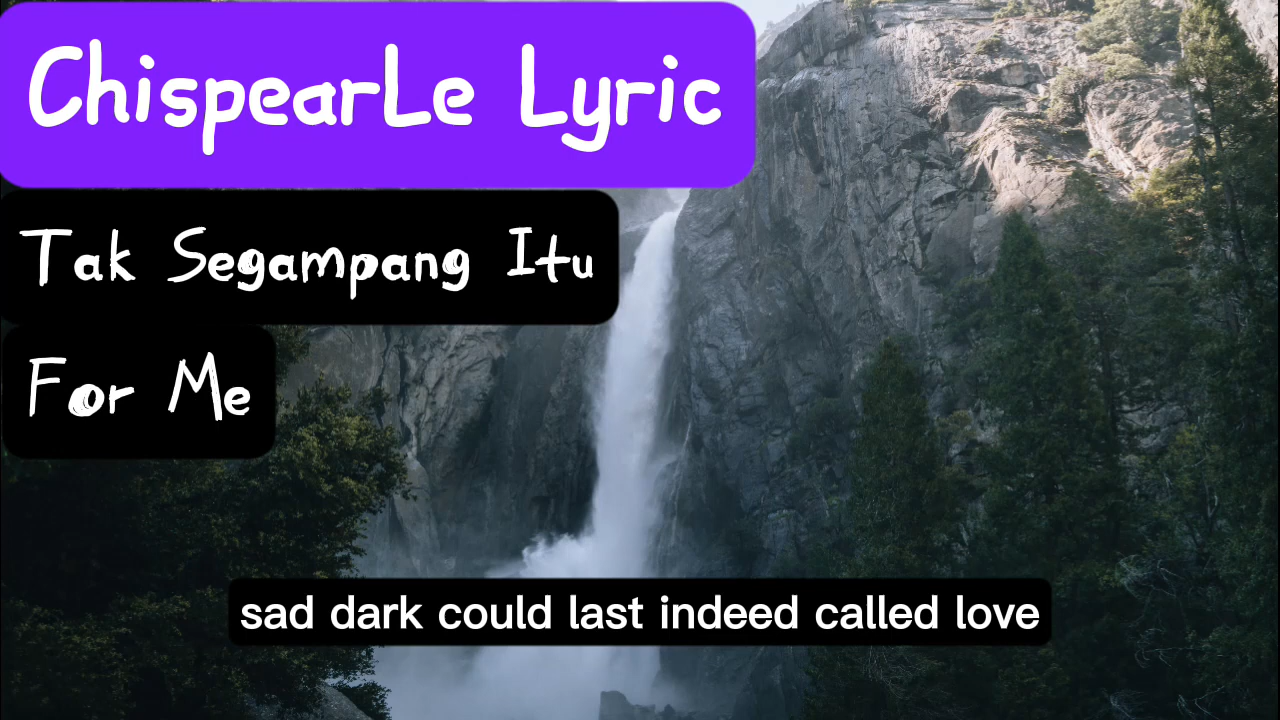 ChispearLe Lyric
Tak Segampang Itu
For Me
sad dark could last indeed called love